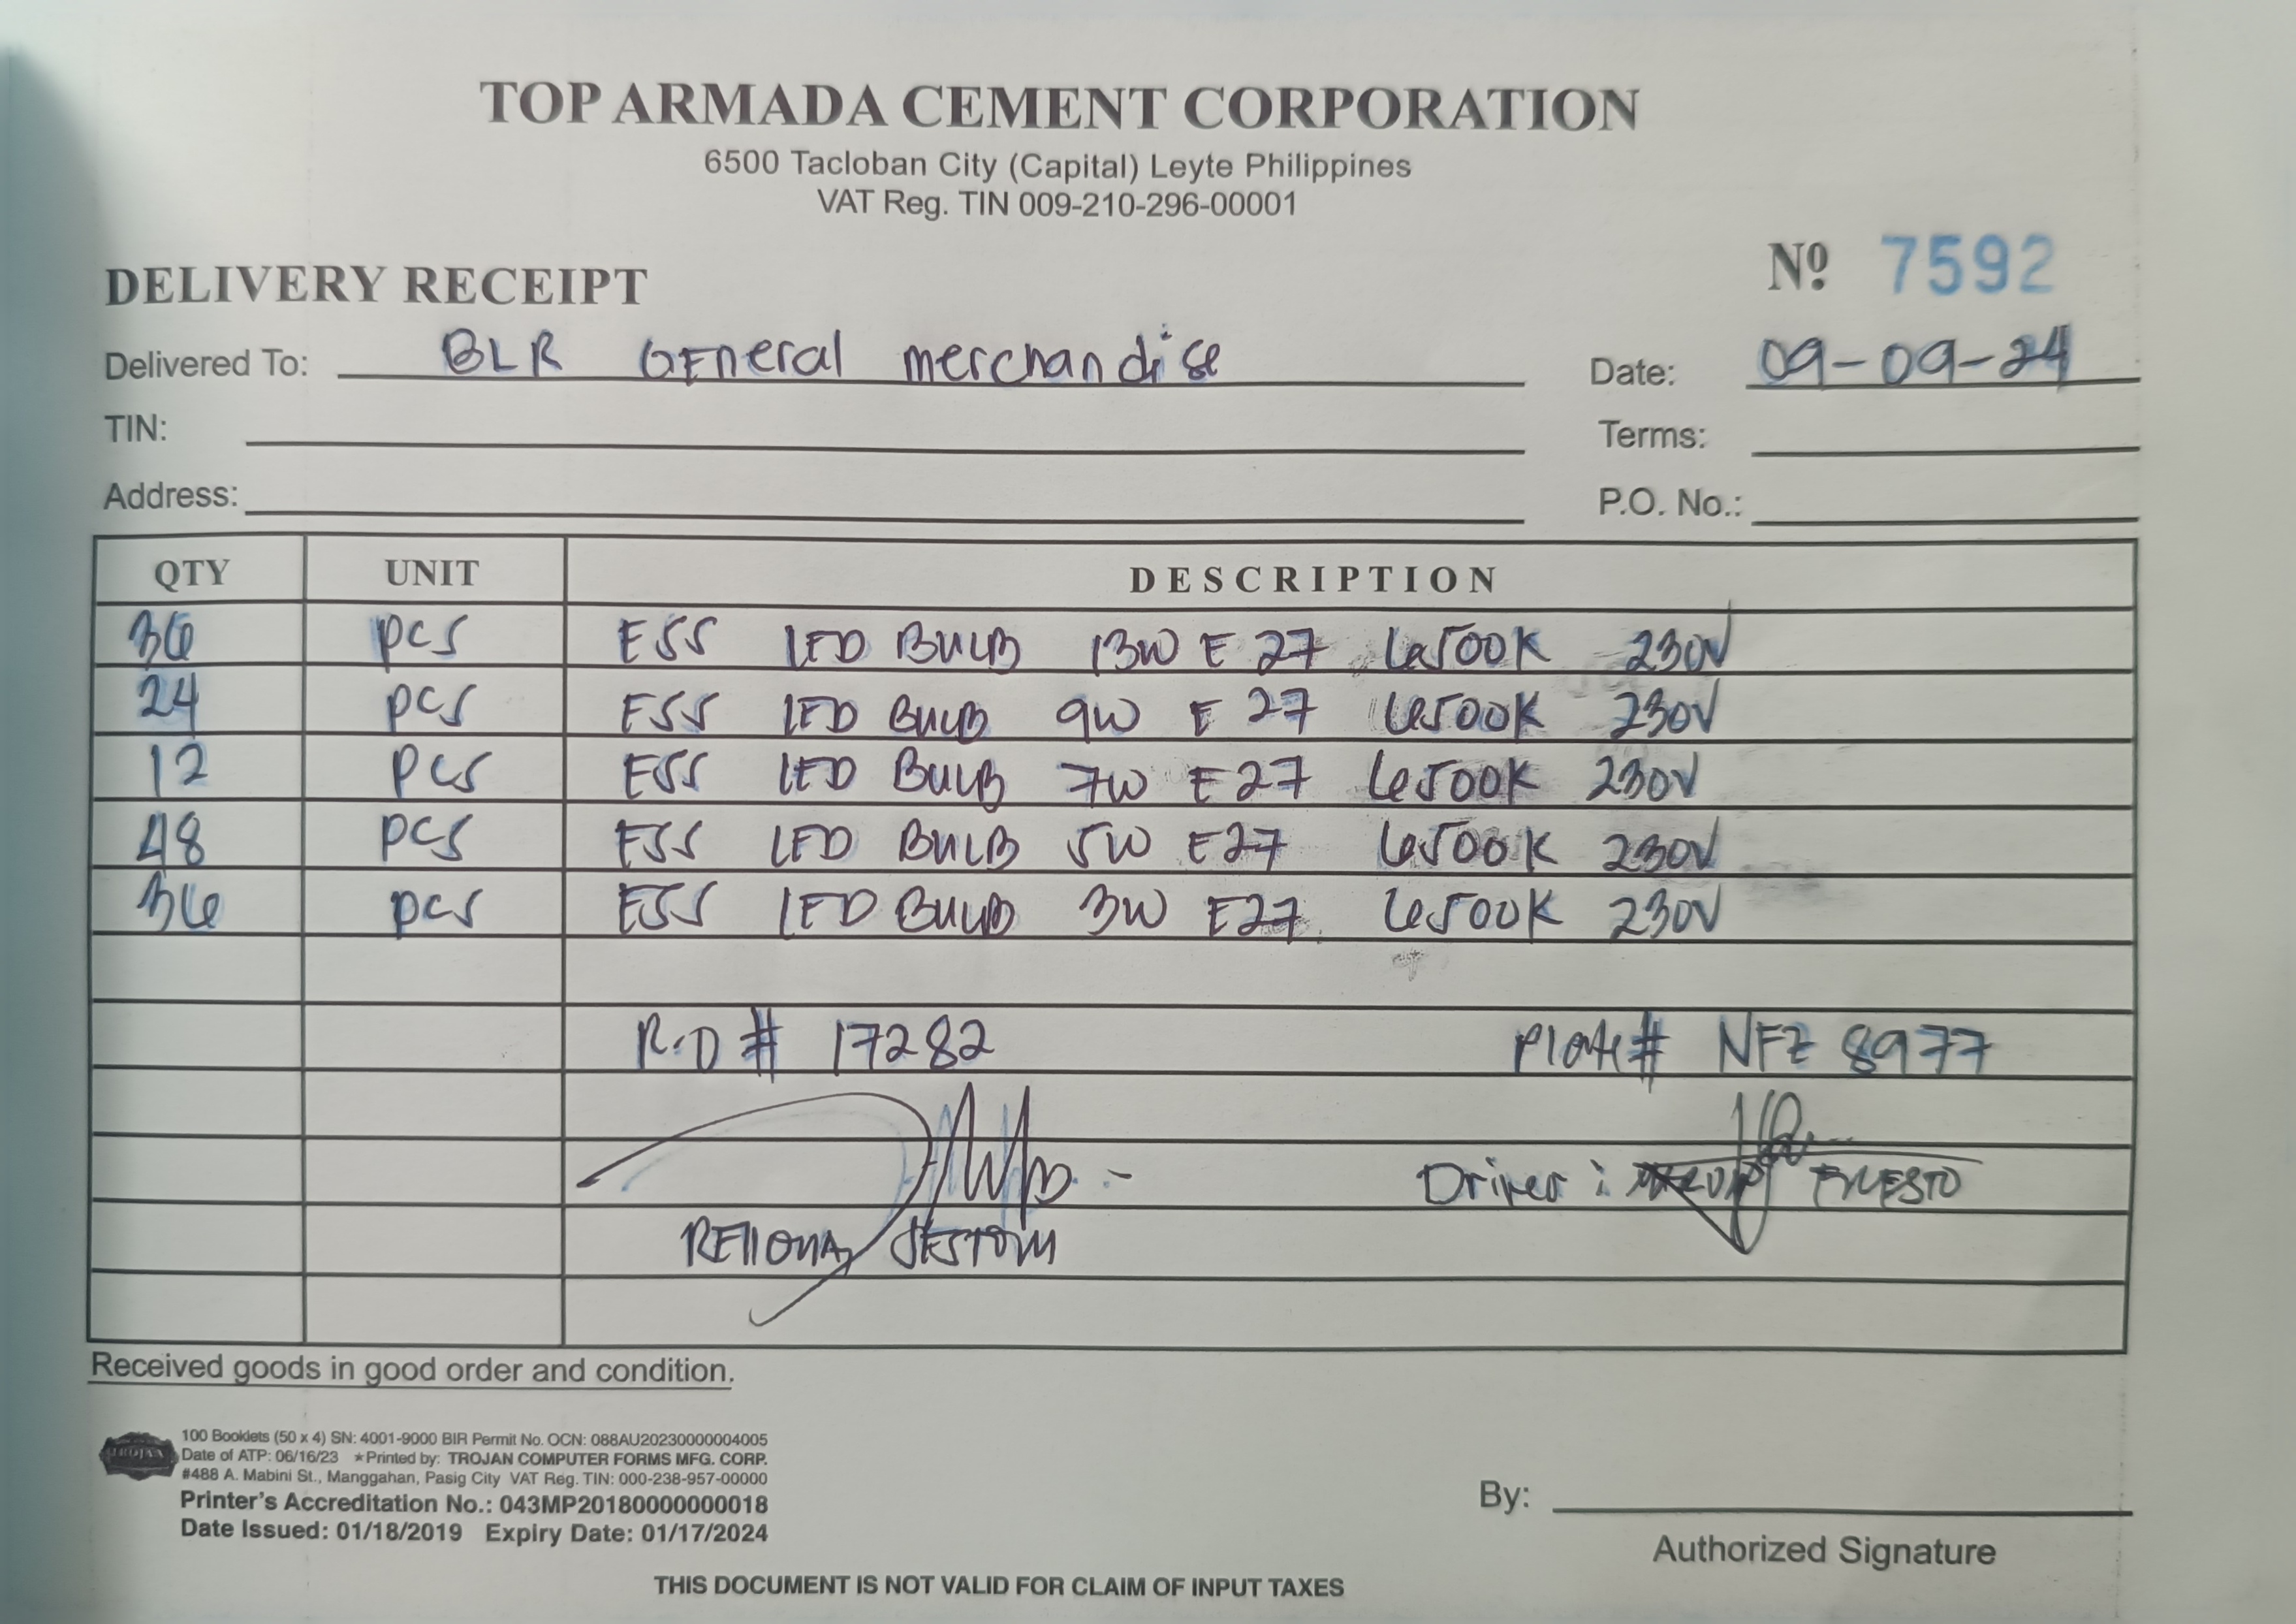 TOP ARMADA CEMENT CORPORATION
6500 Tacloban City (Capital) Leyte Philippines
VAT Reg. TIN 009-210-296-00001
DELIVERY RECEIPT
Nº 7592
Delivered To: BLR General merchandise
Date: 09-09-24
TIN:
Terms:
Address:
P.O. No.:
QTY UNIT DESCRIPTION
36 pcs ESS LED BULB 13W E27 6500K 230V
24 pcs ESS LED BULB 9W E27 6500K 230V
12 pcs ESS LED BULB 7W E27 6500K 230V
48 pcs ESS LED BULB 5W E27 6500K 230V
36 pcs ESS LED BULB 3W E27 6500K 230V
R.D # 17282 Plate# NFZ 8977
Driver :
Received goods in good order and condition.
TROJAN
100 Booklets (50 x 4) SN: 4001-9000 BIR Permit No. OCN: 088AU20230000004005
Date of ATP: 06/16/23 ★Printed by: TROJAN COMPUTER FORMS MFG. CORP.
#488 A. Mabini St., Manggahan, Pasig City VAT Reg. TIN: 000-238-957-00000
Printer's Accreditation No.: 043MP20180000000018
Date Issued: 01/18/2019 Expiry Date: 01/17/2024
By:
Authorized Signature
THIS DOCUMENT IS NOT VALID FOR CLAIM OF INPUT TAXES